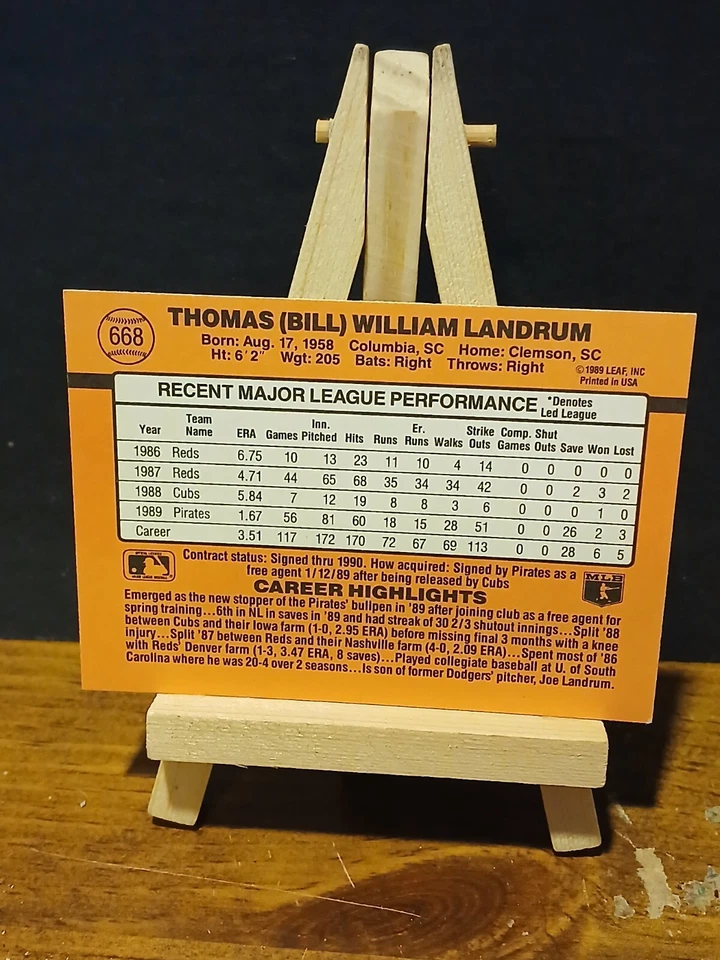 668
THOMAS (BILL) WILLIAM LANDRUM
Born: Aug. 17, 1958 Columbia, SC Home: Clemson, SC
Ht: 6'2" Wgt: 205 Bats: Right Throws: Right
©1989 LEAF, INC
Printed in USA
RECENT MAJOR LEAGUE PERFORMANCE *Denotes Led League
Year Team Name ERA Games Inn. Pitched Hits Runs Er. Runs Walks Strike Outs Comp. Games Shut Outs Save Won Lost
1986 Reds 6.75 10 13 23 11 10 4 14 0 0 0 0 0
1987 Reds 4.71 44 65 68 35 34 34 42 0 0 2 3 2
1988 Cubs 5.84 7 12 19 8 8 3 6 0 0 0 1 0
1989 Pirates 1.67 56 81 60 18 15 28 51 0 0 26 2 3
Career 3.51 117 172 170 72 67 69 113 0 0 28 6 5
Contract status: Signed thru 1990. How acquired: Signed by Pirates as a
free agent 1/12/89 after being released by Cubs
CAREER HIGHLIGHTS
Emerged as the new stopper of the Pirates' bullpen in '89 after joining club as a free agent for
spring training...6th in NL in saves in '89 and had streak of 30 2/3 shutout innings...Split '88
between Cubs and their Iowa farm (1-0, 2.95 ERA) before missing final 3 months with a knee
injury...Split '87 between Reds and their Nashville farm (4-0, 2.09 ERA)...Spent most of '86
with Reds' Denver farm (1-3, 3.47 ERA, 8 saves)...Played collegiate baseball at U. of South
Carolina where he was 20-4 over 2 seasons...Is son of former Dodgers' pitcher, Joe Landrum.